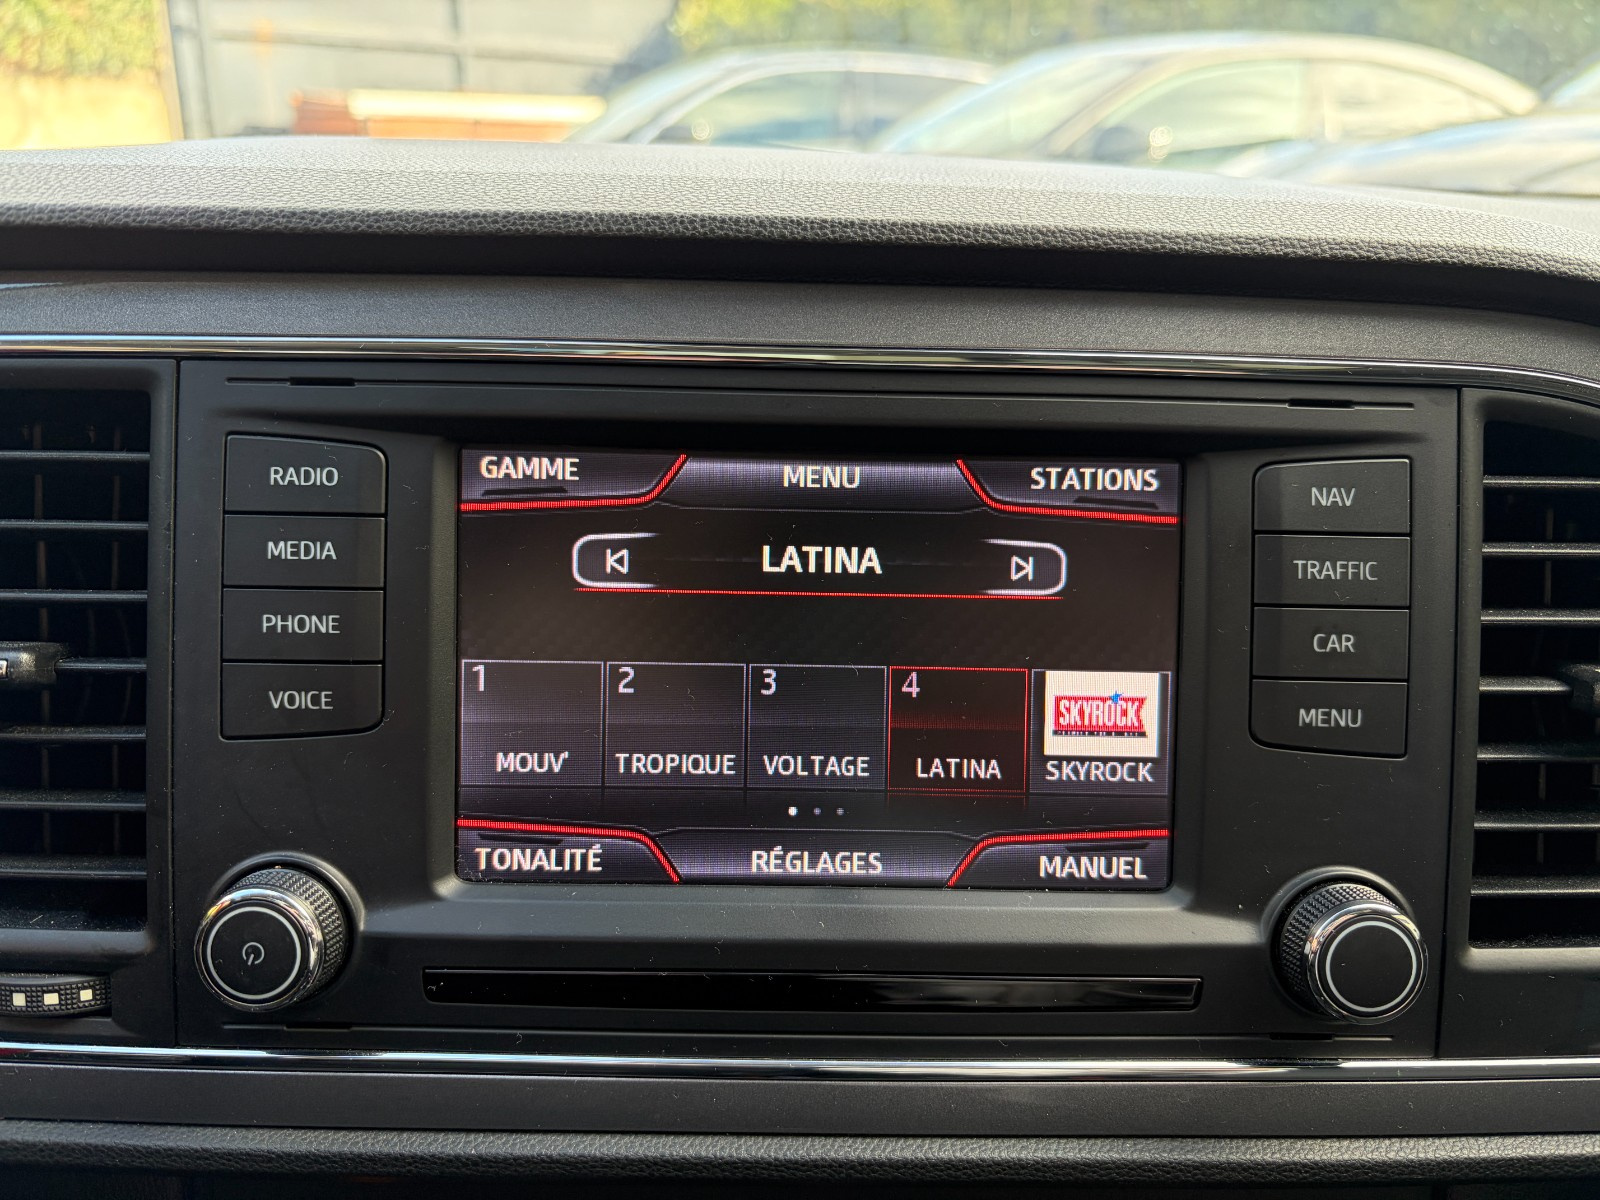 GAMME
MENU
STATIONS
RADIO
NAV
LATINA
MEDIA
TRAFFIC
PHONE
CAR
1
2
3
4
SKYROCK
MOUV'
TROPIQUE
VOLTAGE
LATINA
SKYROCK
VOICE
MENU
TONALITÉ
RÉGLAGES
MANUEL